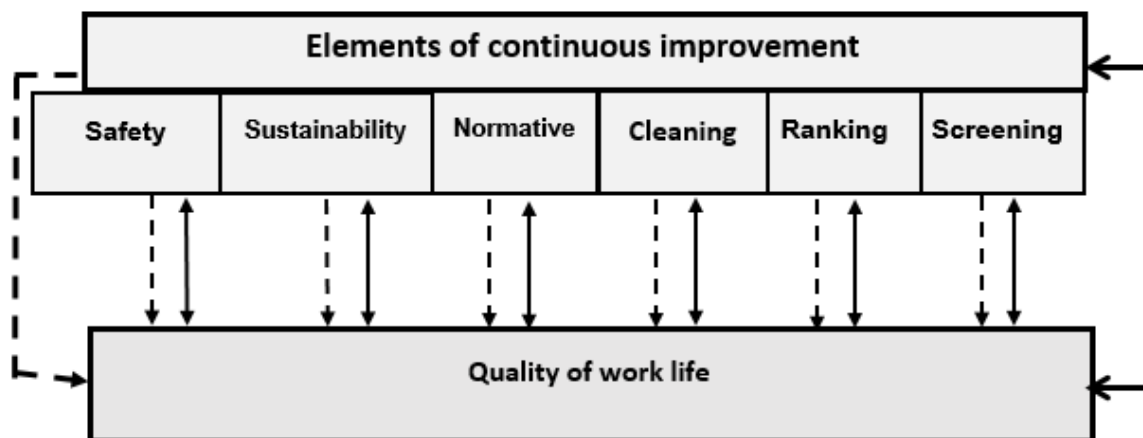 Elements of continuous improvement
Safety Sustainability Normative Cleaning Ranking Screening
Quality of work life